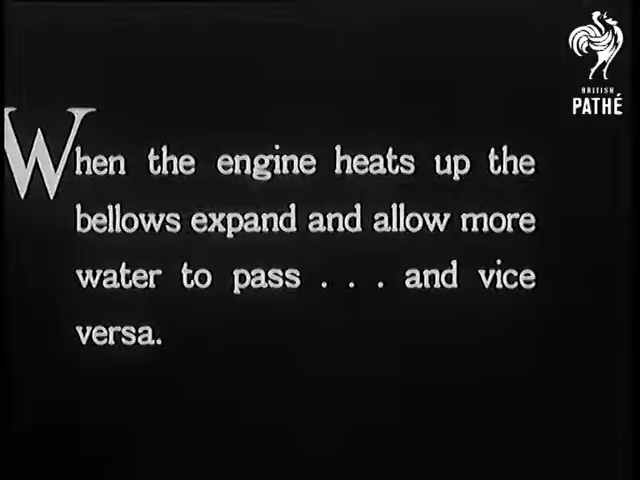 BRITISH
PATHÉ
When the engine heats up the
bellows expand and allow more
water to pass . . . and vice
versa.